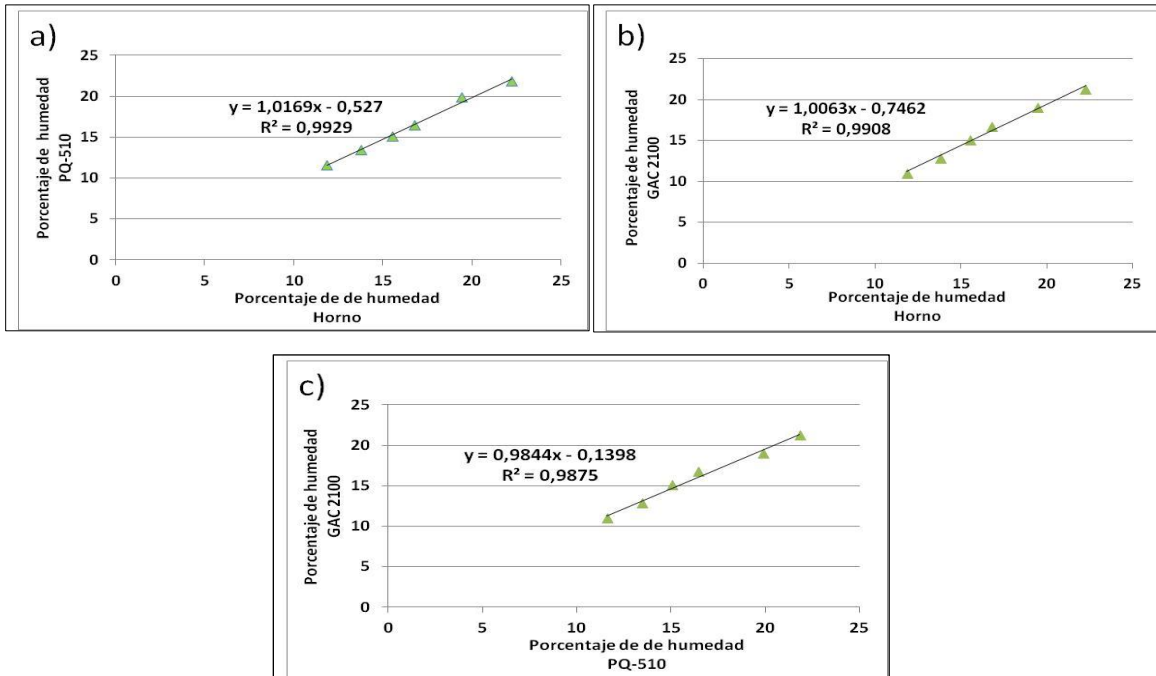 a)
Porcentaje de humedad
PQ-510
25
20
15
10
5
0
y = 1,0169x - 0,527
R² = 0,9929
0 5 10 15 20 25
Porcentaje de de humedad
Horno
b)
Porcentaje de humedad
GAC 2100
25
20
15
10
5
0
y = 1,0063x - 0,7462
R² = 0,9908
0 5 10 15 20 25
Porcentaje de humedad
Horno
c)
Porcentaje de humedad
GAC 2100
25
20
15
10
5
0
y = 0,9844x - 0,1398
R² = 0,9875
0 5 10 15 20 25
Porcentaje de de humedad
PQ-510